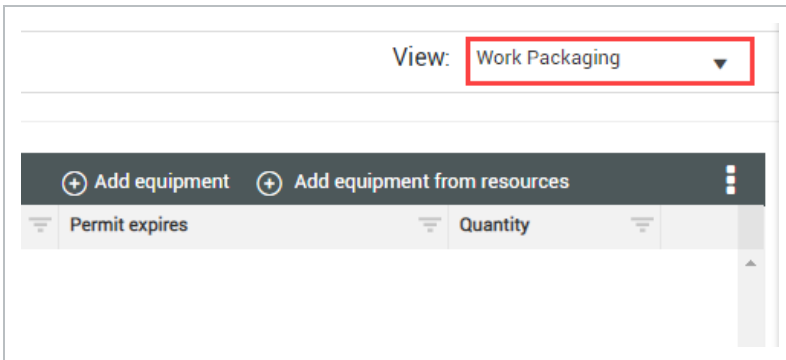 View: Work Packaging
Add equipment Add equipment from resources
Permit expires Quantity